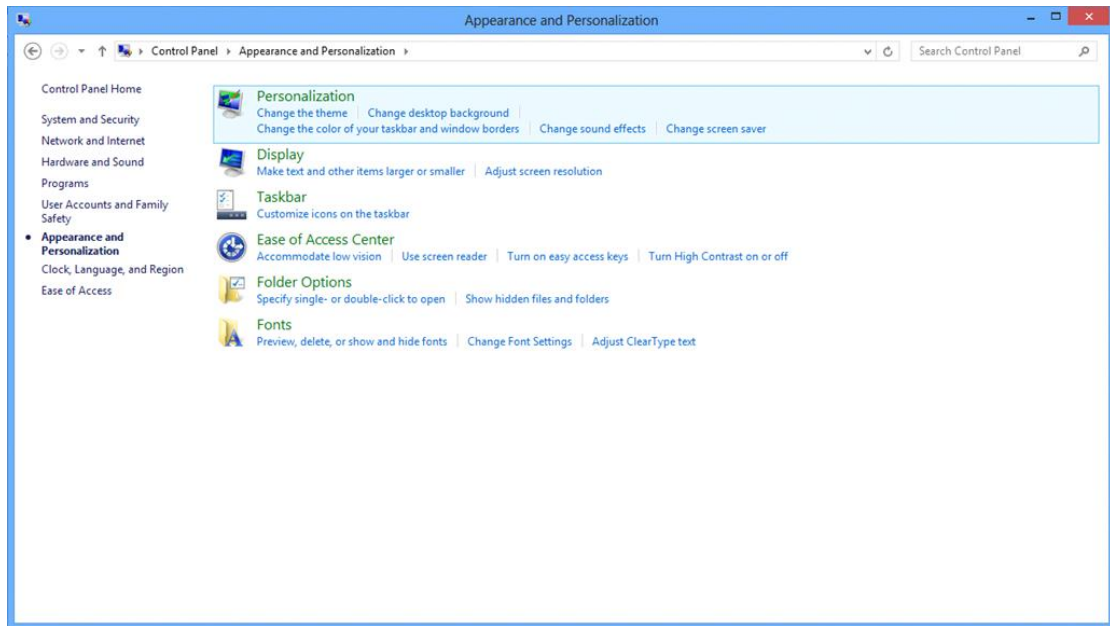 Appearance and Personalization
Control Panel Appearance and Personalization
Search Control Panel
Control Panel Home
System and Security
Network and Internet
Hardware and Sound
Programs
User Accounts and Family
Safety
Appearance and
Personalization
Clock, Language, and Region
Ease of Access
Personalization
Change the theme Change desktop background
Change the color of your taskbar and window borders Change sound effects Change screen saver
Display
Make text and other items larger or smaller Adjust screen resolution
Taskbar
Customize icons on the taskbar
Ease of Access Center
Accommodate low vision Use screen reader Turn on easy access keys Turn High Contrast on or off
Folder Options
Specify single- or double-click to open Show hidden files and folders
Fonts
Preview, delete, or show and hide fonts Change Font Settings Adjust ClearType text